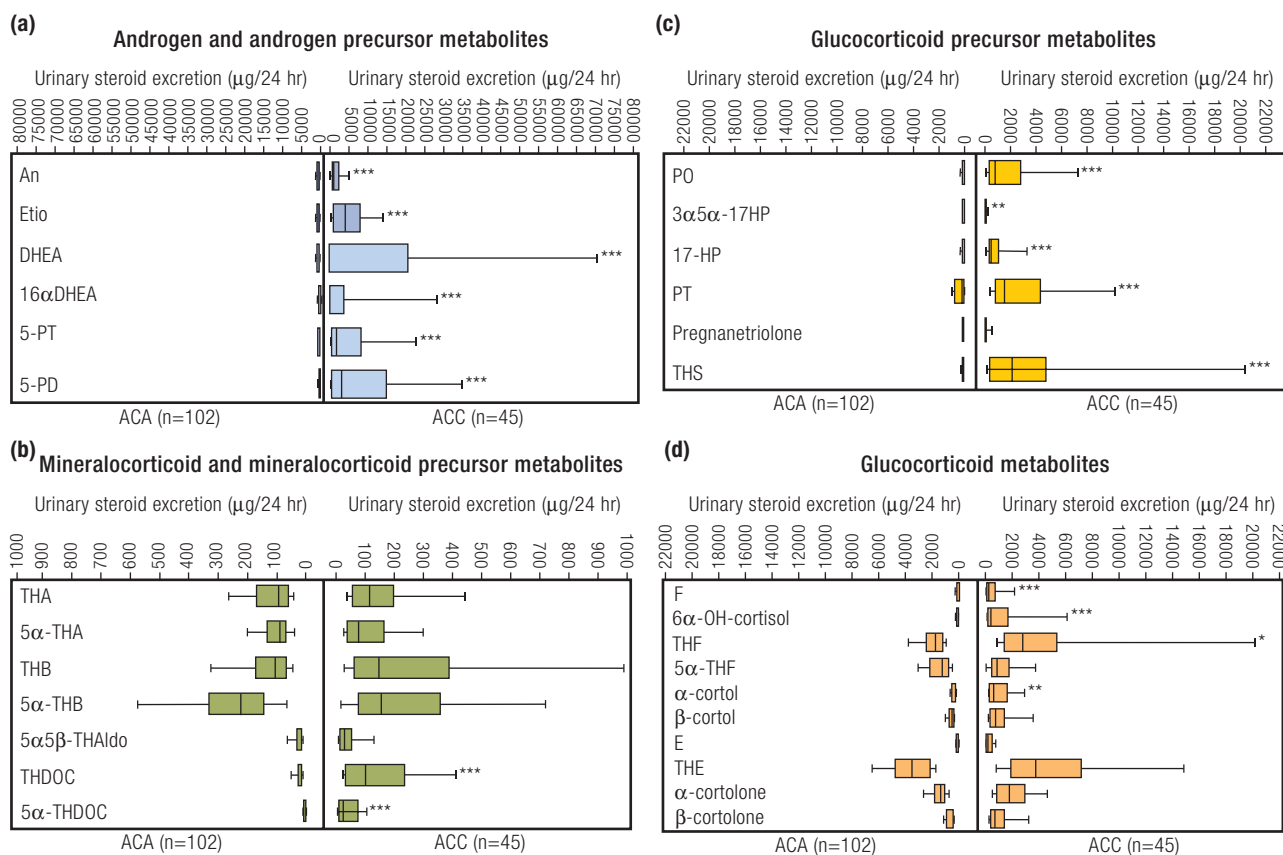 (a)
Androgen and androgen precursor metabolites
Urinary steroid excretion (μg/24 hr) Urinary steroid excretion (μg/24 hr)
80000 75000 70000 65000 60000 55000 50000 45000 40000 35000 30000 25000 20000 15000 10000 5000 0 0 5000 10000 15000 20000 25000 30000 35000 40000 45000 50000 55000 60000 65000 70000 75000 80000
An ***
Etio ***
DHEA ***
16αDHEA ***
5-PT ***
5-PD ***
ACA (n=102) ACC (n=45)
(c)
Glucocorticoid precursor metabolites
Urinary steroid excretion (μg/24 hr) Urinary steroid excretion (μg/24 hr)
22000 20000 18000 16000 14000 12000 10000 8000 6000 4000 2000 0 0 2000 4000 6000 8000 10000 12000 14000 16000 18000 20000 22000
PO ***
3α5α-17HP **
17-HP ***
PT ***
Pregnanetriolone
THS ***
ACA (n=102) ACC (n=45)
(b)
Mineralocorticoid and mineralocorticoid precursor metabolites
Urinary steroid excretion (μg/24 hr) Urinary steroid excretion (μg/24 hr)
1000 900 800 700 600 500 400 300 200 100 0 0 100 200 300 400 500 600 700 800 900 1000
THA
5α-THA
THB
5α-THB
5α5β-THAldo
THDOC ***
5α-THDOC ***
ACA (n=102) ACC (n=45)
(d)
Glucocorticoid metabolites
Urinary steroid excretion (μg/24 hr) Urinary steroid excretion (μg/24 hr)
22000 20000 18000 16000 14000 12000 10000 8000 6000 4000 2000 0 0 2000 4000 6000 8000 10000 12000 14000 16000 18000 20000 22000
F ***
6α-OH-cortisol ***
THF *
5α-THF
α-cortol **
β-cortol
E
THE
α-cortolone
β-cortolone
ACA (n=102) ACC (n=45)